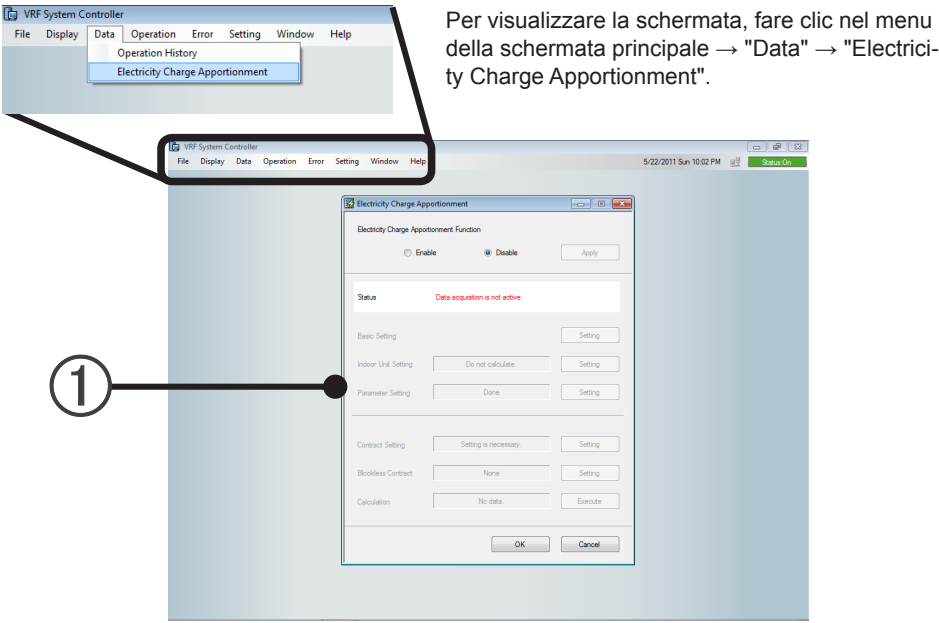 VRF System Controller
File Display Data Operation Error Setting Window Help
Operation History
Electricity Charge Apportionment
Per visualizzare la schermata, fare clic nel menu
della schermata principale → "Data" → "Electrici-
ty Charge Apportionment".
VRF System Controller
File Display Data Operation Error Setting Window Help
5/22/2011 Sun 10:02 PM Status:On
Electricity Charge Apportionment
Electricity Charge Apportionment Function
Enable Disable Apply
Status Data acquisition is not active.
Basic Setting Setting
Indoor Unit Setting Do not calculate. Setting
Parameter Setting Done Setting
Contract Setting Setting is necessary. Setting
Blockless Contract None Setting
Calculation No data. Execute
OK Cancel
①